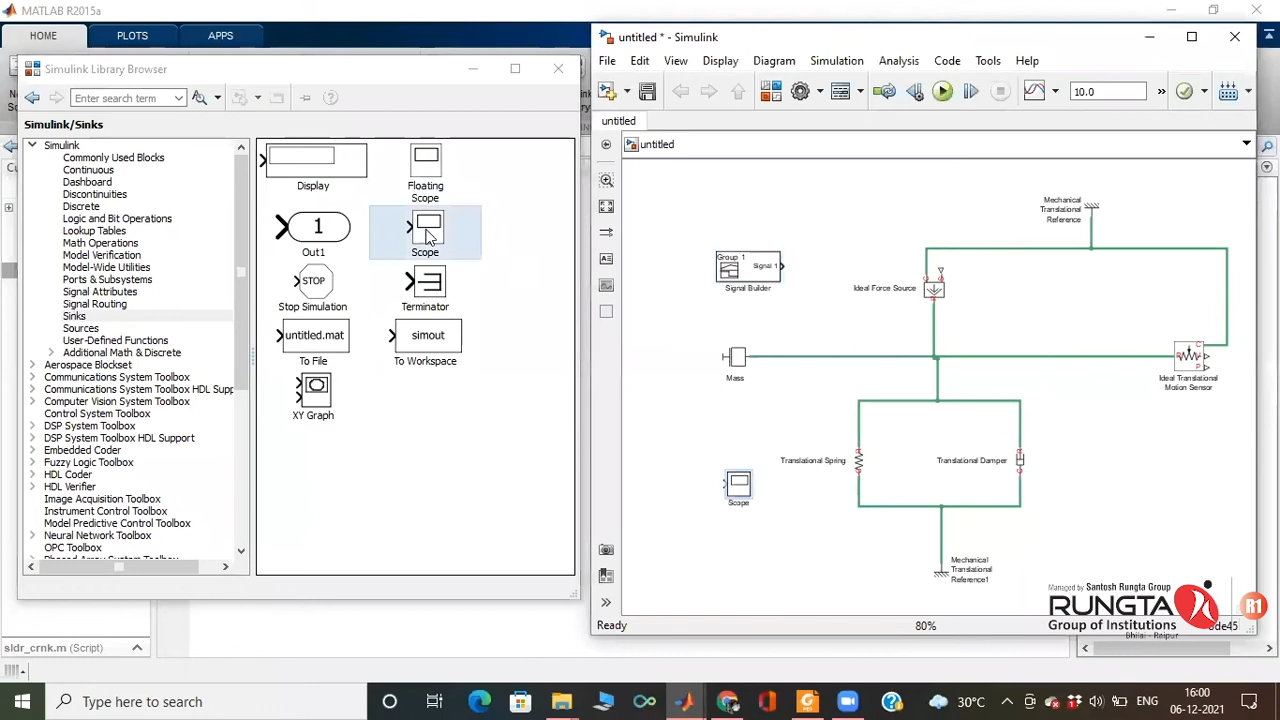 MATLAB R2015a
HOME
PLOTS
APPS
Simulink Library Browser
Enter search term
Simulink/Sinks
Simulink
Commonly Used Blocks
Continuous
Dashboard
Discontinuities
Discrete
Logic and Bit Operations
Lookup Tables
Math Operations
Model Verification
Model-Wide Utilities
Ports & Subsystems
Signal Attributes
Signal Routing
Sinks
Sources
User-Defined Functions
Additional Math & Discrete
Aerospace Blockset
Communications System Toolbox
Communications System Toolbox HDL Supp
Computer Vision System Toolbox
Control System Toolbox
DSP System Toolbox
DSP System Toolbox HDL Support
Embedded Coder
Fuzzy Logic Toolbox
HDL Coder
HDL Verifier
Image Acquisition Toolbox
Instrument Control Toolbox
Model Predictive Control Toolbox
Neural Network Toolbox
OPC Toolbox
Display
Floating
Scope
1
Out1
Scope
STOP
Stop Simulation
Terminator
untitled.mat
To File
simout
To Workspace
XY Graph
untitled * - Simulink
File Edit View Display Diagram Simulation Analysis Code Tools Help
10.0
untitled
untitled
Mechanical
Translational
Reference
Group 1
Signal 1
Signal Builder
Ideal Force Source
Mass
Ideal Translational
Motion Sensor
Translational Spring
Translational Damper
Scope
Mechanical
Translational
Reference1
Ready
80%
ode45
Managed by Santosh Rungta Group
RUNGTA
Group of Institutions
Bhilai - Raipur
R1
sldr_crnk.m (Script)
Type here to search
30°C
ENG
16:00
06-12-2021